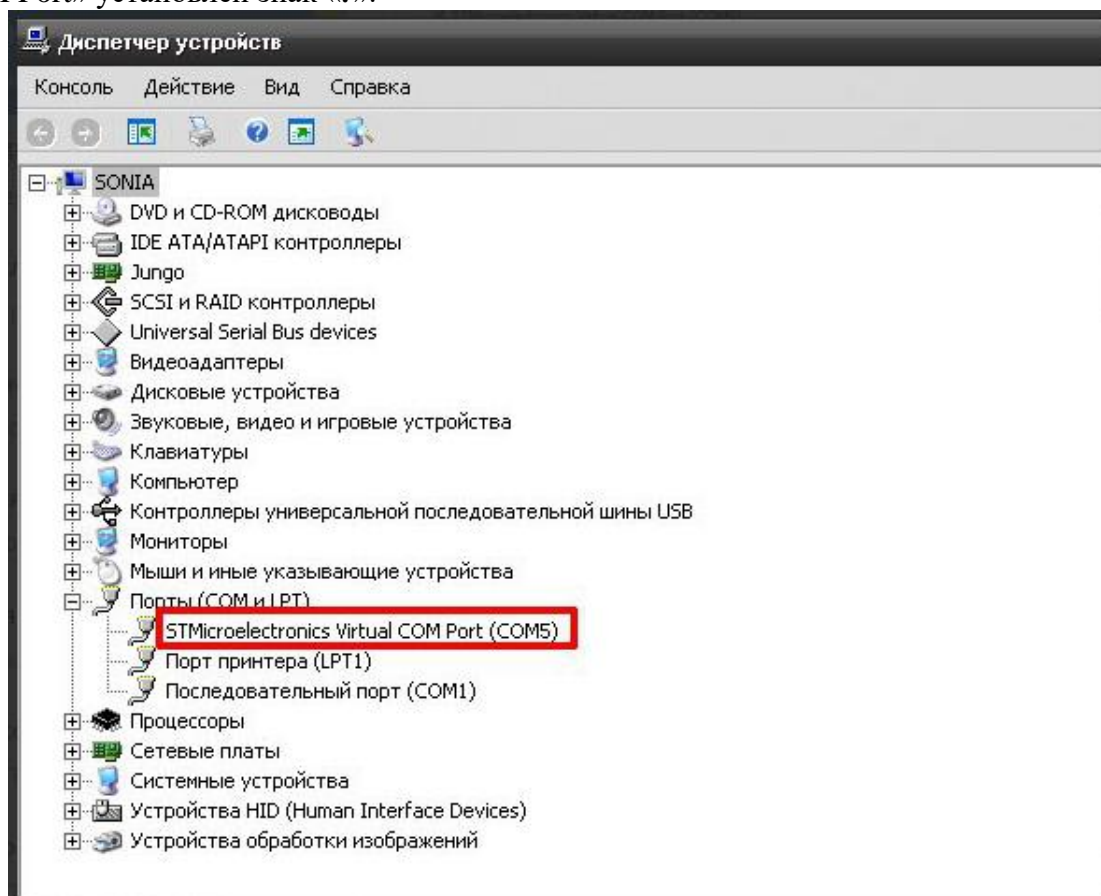 Port» установлен знак «!».
Диспетчер устройств
Консоль Действие Вид Справка
SONIA
DVD и CD-ROM дисководы
IDE ATA/ATAPI контроллеры
Jungo
SCSI и RAID контроллеры
Universal Serial Bus devices
Видеоадаптеры
Дисковые устройства
Звуковые, видео и игровые устройства
Клавиатуры
Компьютер
Контроллеры универсальной последовательной шины USB
Мониторы
Мыши и иные указывающие устройства
Порты (COM и LPT)
STMicroelectronics Virtual COM Port (COM5)
Порт принтера (LPT1)
Последовательный порт (COM1)
Процессоры
Сетевые платы
Системные устройства
Устройства HID (Human Interface Devices)
Устройства обработки изображений